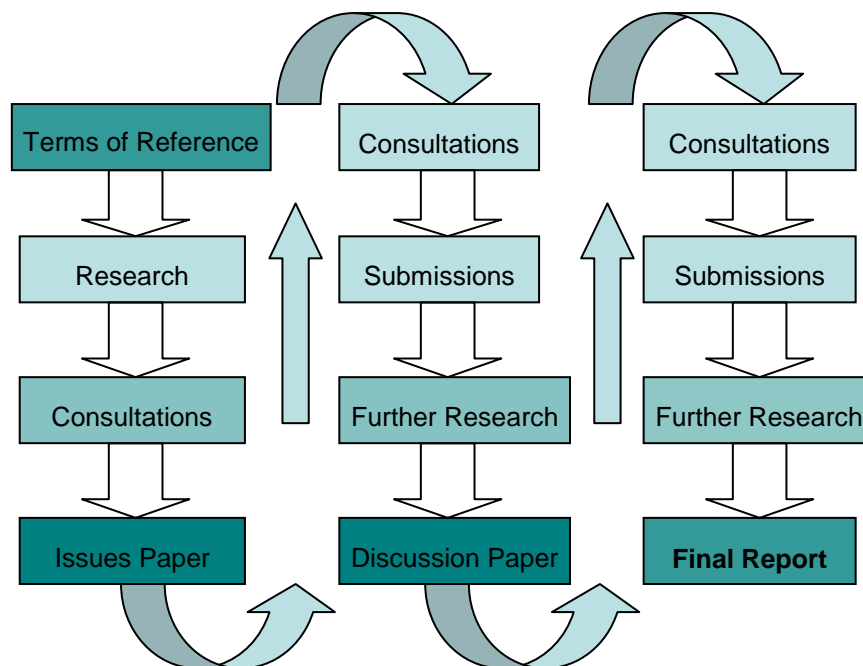 Terms of Reference
Research
Consultations
Issues Paper
Consultations
Submissions
Further Research
Discussion Paper
Consultations
Submissions
Further Research
Final Report